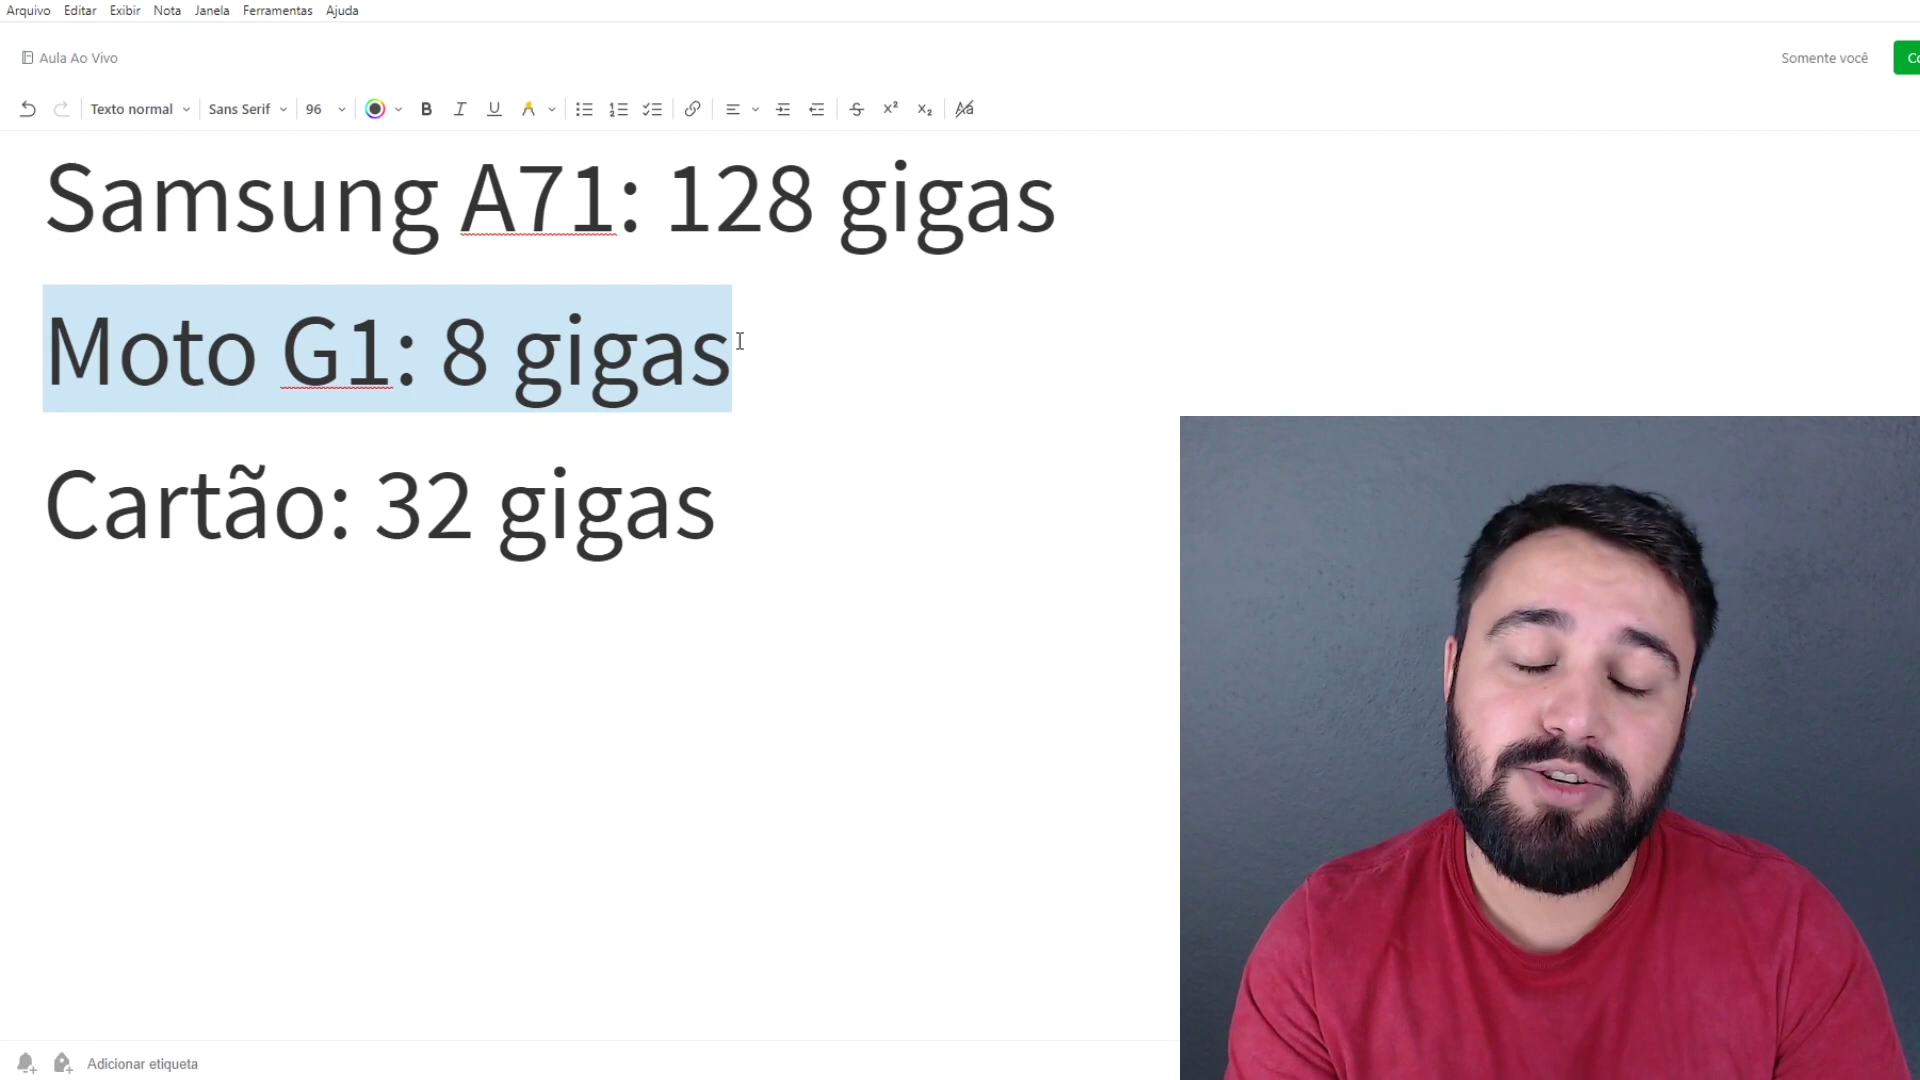 Arquivo Editar Exibir Nota Janela Ferramentas Ajuda
Aula Ao Vivo
Somente você
Texto normal Sans Serif 96
Samsung A71: 128 gigas
Moto G1: 8 gigas
Cartão: 32 gigas
Adicionar etiqueta